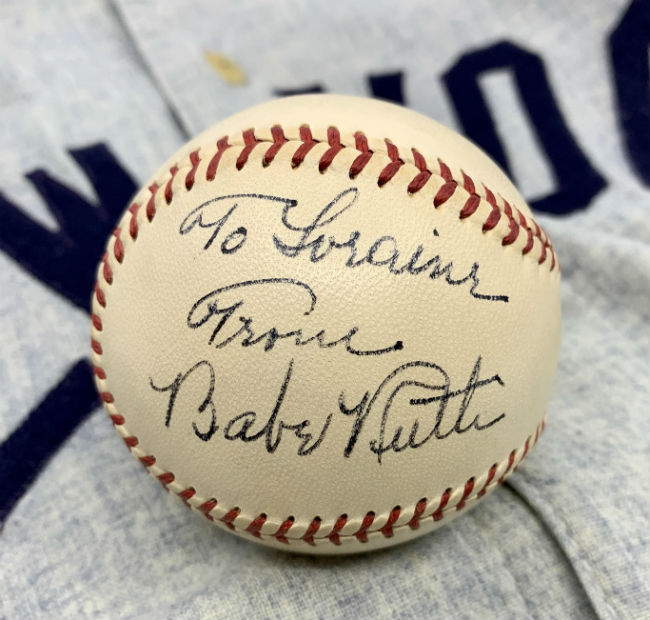 To Loraine
From
Babe Ruth